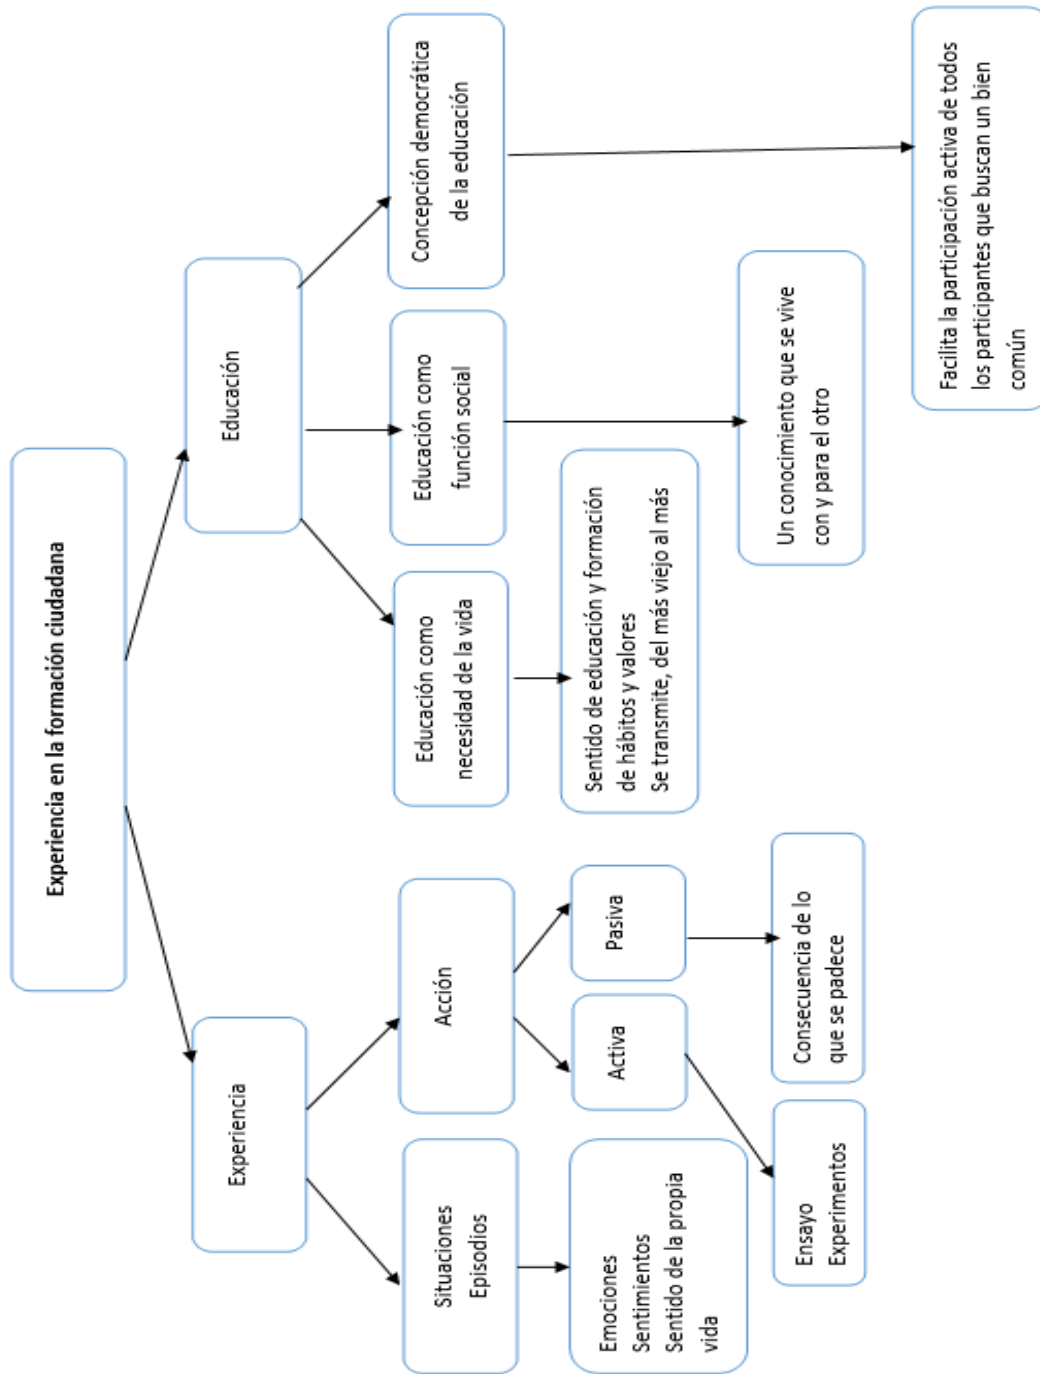 Experiencia en la formación ciudadana
Experiencia
Educación
Situaciones
Episodios
Acción
Educación como
necesidad de la vida
Educación como
función social
Concepción democrática
de la educación
Emociones
Sentimientos
Sentido de la propia
vida
Activa
Pasiva
Sentido de educación y formación
de hábitos y valores
Se transmite, del más viejo al más
Ensayo
Experimentos
Consecuencia de lo
que se padece
Un conocimiento que se vive
con y para el otro
Facilita la participación activa de todos
los participantes que buscan un bien
común